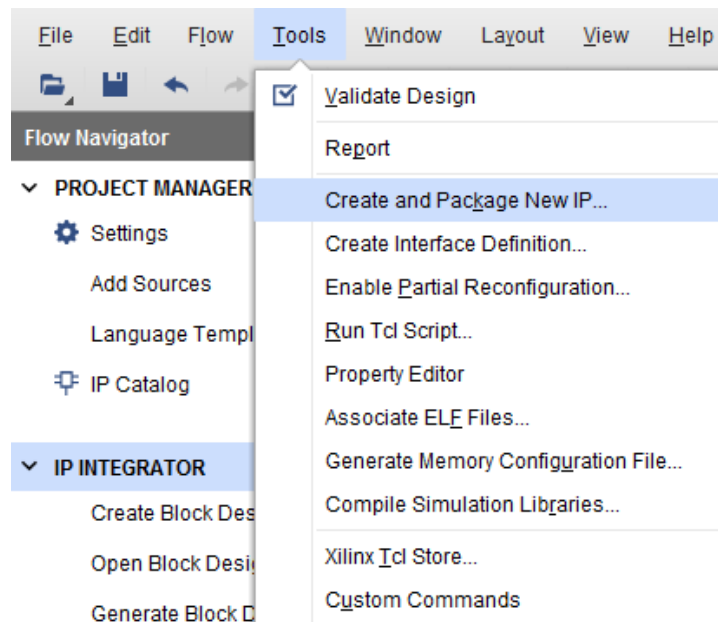 File Edit Flow Tools Window Layout View Help
Validate Design
Flow Navigator
Report
PROJECT MANAGER
Create and Package New IP...
Settings
Create Interface Definition...
Add Sources
Enable Partial Reconfiguration...
Language Templ
Run Tcl Script...
IP Catalog
Property Editor
Associate ELF Files...
IP INTEGRATOR
Generate Memory Configuration File...
Create Block Des
Compile Simulation Libraries...
Open Block Desi
Xilinx Tcl Store...
Generate Block D
Custom Commands